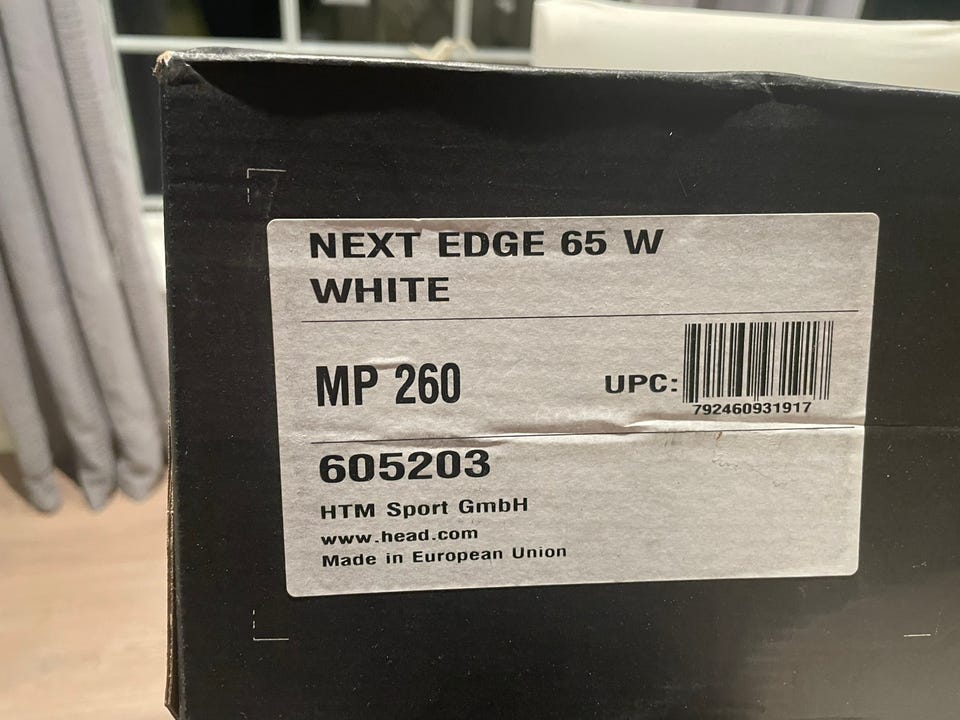 NEXT EDGE 65 W
WHITE
MP 260
UPC:
792460931917
605203
HTM Sport GmbH
www.head.com
Made in European Union